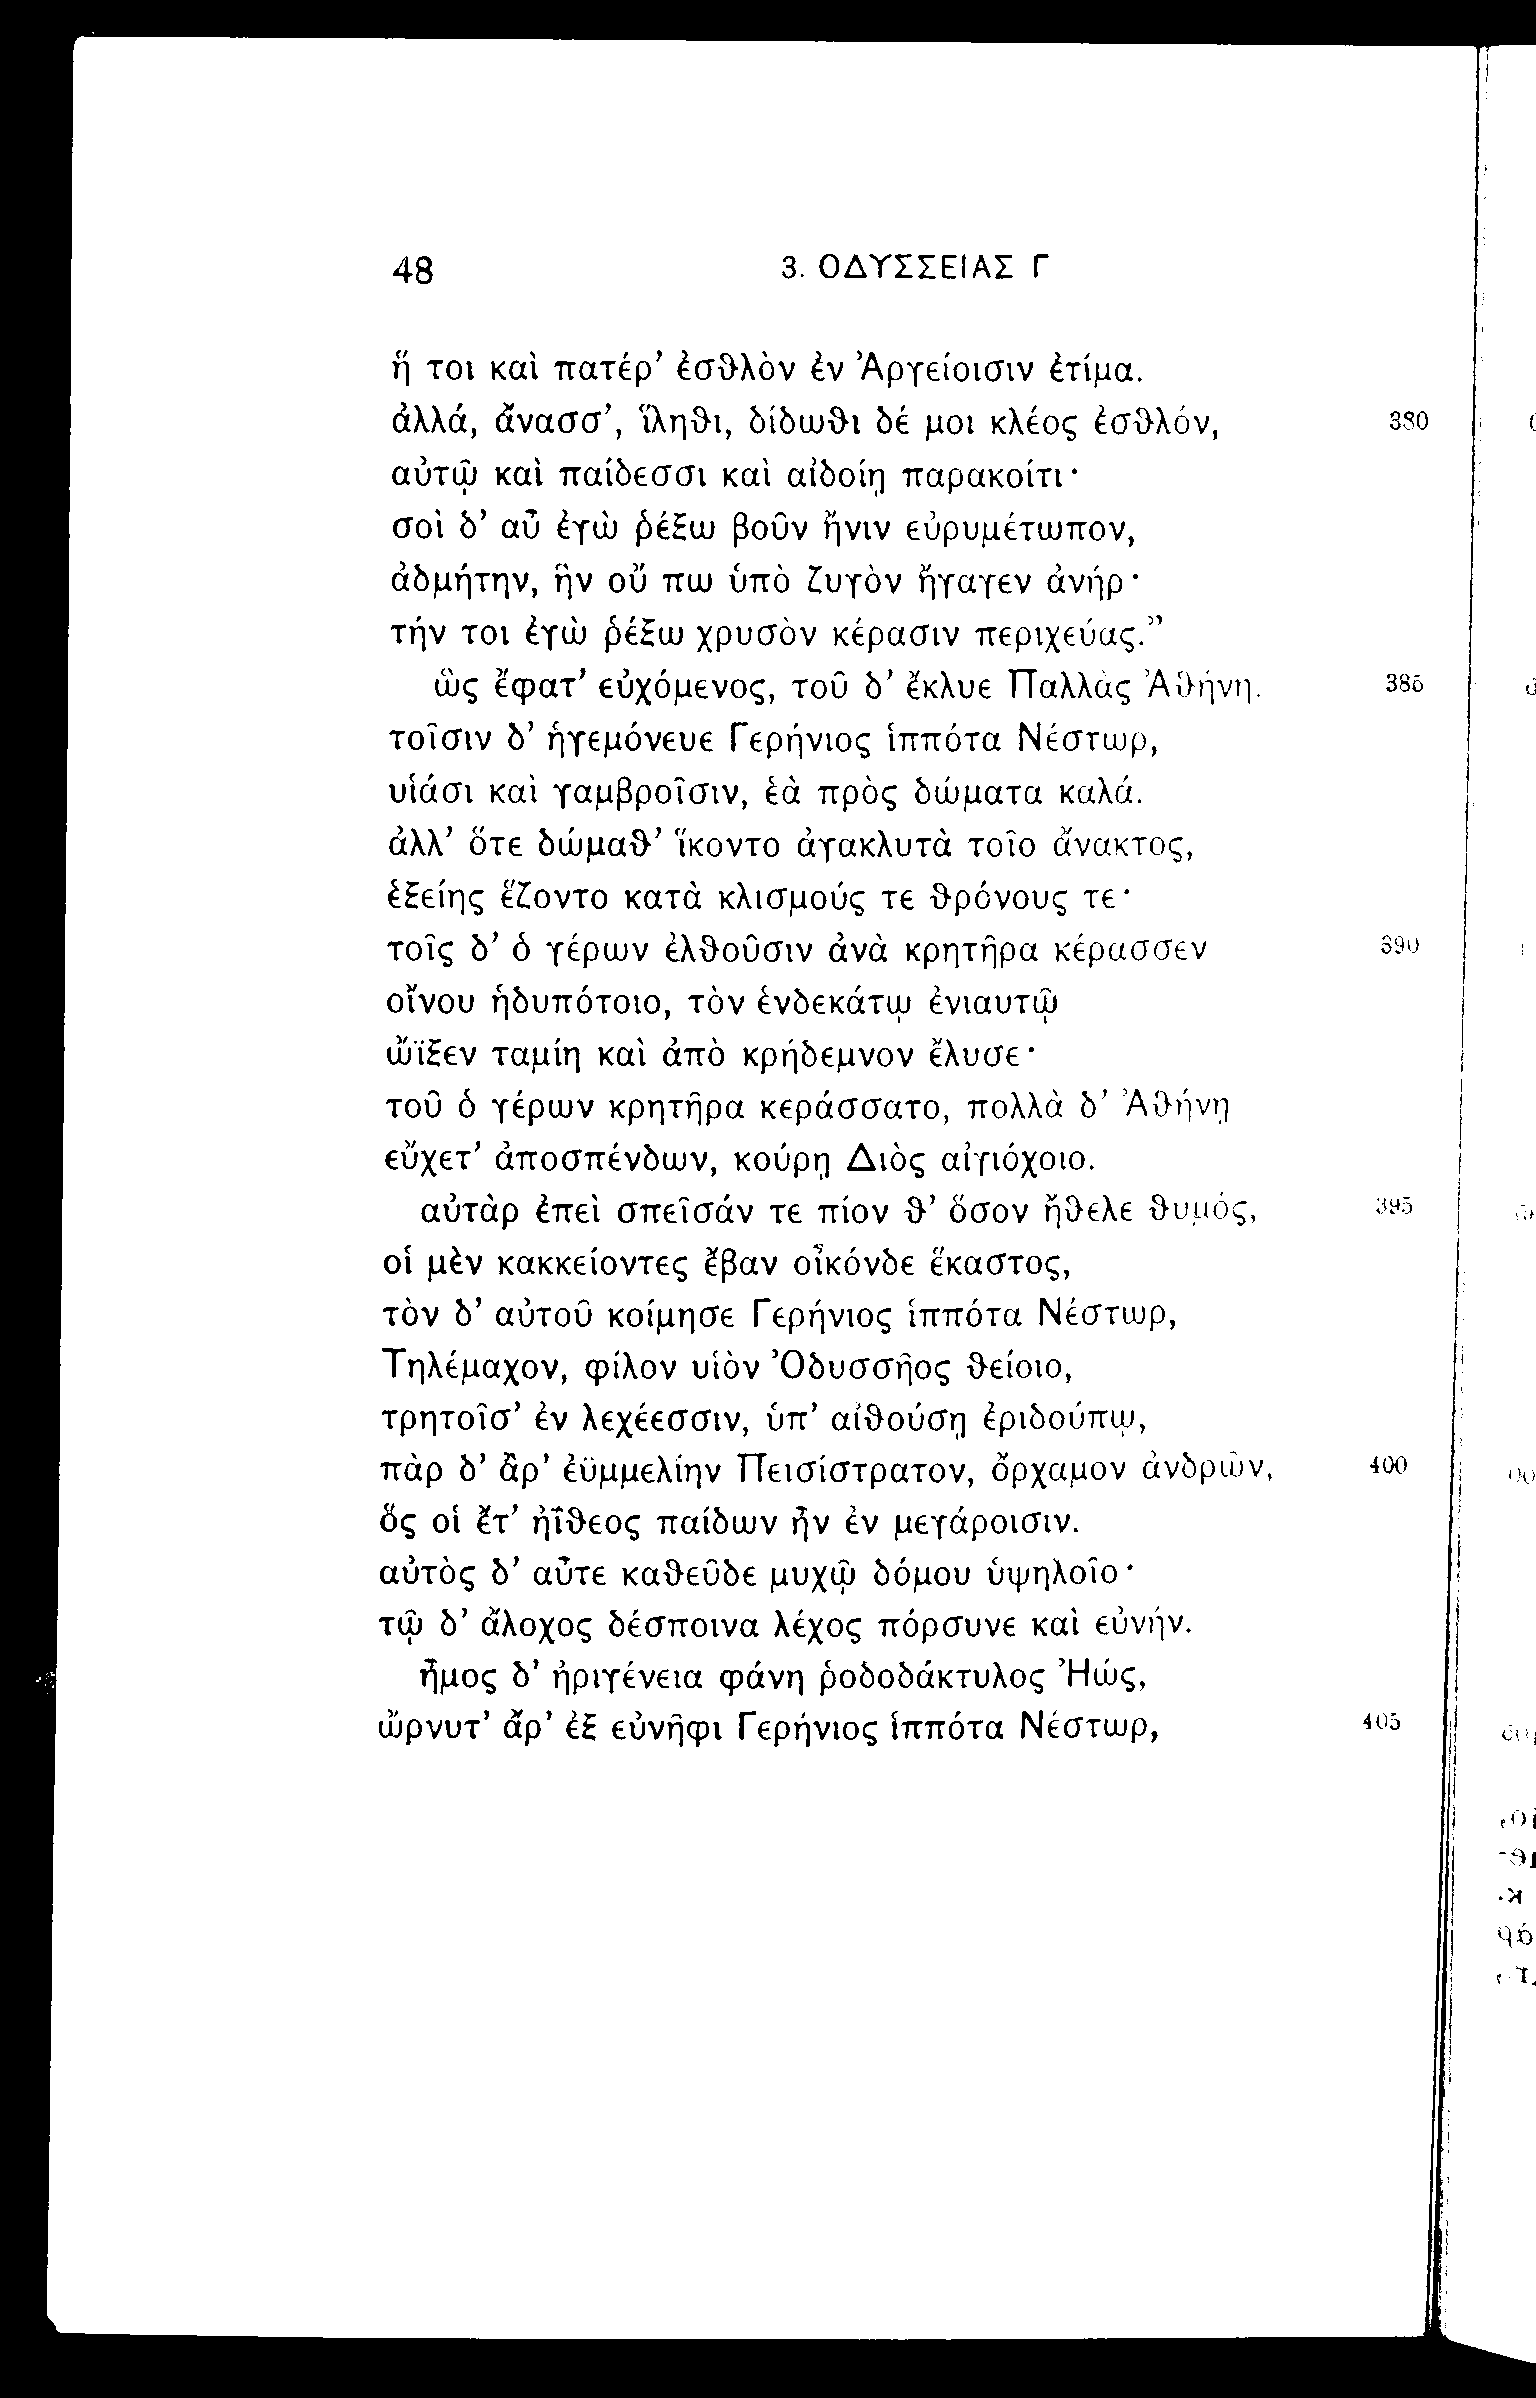 48 3. ΟΔΥΣΣΕΙΑΣ Γ
ἥ τοι καὶ πατέρ’ ἐσθλὸν ἐν Ἀργείοισιν ἐτίμα.
ἀλλά, ἄνασσ’, ἵληθι, δίδωθι δέ μοι κλέος ἐσθλόν, 380
αὐτῷ καὶ παίδεσσι καὶ αἰδοίῃ παρακοίτι·
σοὶ δ’ αὖ ἐγὼ ῥέξω βοῦν ἤνιν εὐρυμέτωπον,
ἀδμήτην, ἣν οὔ πω ὑπὸ ζυγὸν ἤγαγεν ἀνήρ·
τήν τοι ἐγὼ ῥέξω χρυσὸν κέρασιν περιχεύας.”
ὣς ἔφατ’ εὐχόμενος, τοῦ δ’ ἔκλυε Παλλὰς Ἀθήνη. 385
τοῖσιν δ’ ἡγεμόνευε Γερήνιος ἱππότα Νέστωρ,
υἱάσι καὶ γαμβροῖσιν, ἑὰ πρὸς δώματα καλά.
ἀλλ’ ὅτε δώμαθ’ ἵκοντο ἀγακλυτὰ τοῖο ἄνακτος,
ἑξείης ἕζοντο κατὰ κλισμούς τε θρόνους τε·
τοῖς δ’ ὁ γέρων ἐλθοῦσιν ἀνὰ κρητῆρα κέρασσεν 390
οἴνου ἡδυπότοιο, τὸν ἑνδεκάτῳ ἐνιαυτῷ
ὤϊξεν ταμίη καὶ ἀπὸ κρήδεμνον ἔλυσε·
τοῦ ὁ γέρων κρητῆρα κεράσσατο, πολλὰ δ’ Ἀθήνῃ
εὔχετ’ ἀποσπένδων, κούρῃ Διὸς αἰγιόχοιο.
αὐτὰρ ἐπεὶ σπεῖσάν τε πίον θ’ ὅσον ἤθελε θυμός, 395
οἱ μὲν κακκείοντες ἔβαν οἶκόνδε ἕκαστος,
τὸν δ’ αὐτοῦ κοίμησε Γερήνιος ἱππότα Νέστωρ,
Τηλέμαχον, φίλον υἱὸν Ὀδυσσῆος θείοιο,
τρητοῖσ’ ἐν λεχέεσσιν, ὑπ’ αἰθούσῃ ἐριδούπῳ,
πὰρ δ’ ἄρ’ ἐϋμμελίην Πεισίστρατον, ὄρχαμον ἀνδρῶν, 400
ὅς οἱ ἔτ’ ἠΐθεος παίδων ἦν ἐν μεγάροισιν.
αὐτὸς δ’ αὖτε καθεῦδε μυχῷ δόμου ὑψηλοῖο·
τῷ δ’ ἄλοχος δέσποινα λέχος πόρσυνε καὶ εὐνήν.
ἦμος δ’ ἠριγένεια φάνη ῥοδοδάκτυλος Ἠώς,
ὤρνυτ’ ἄρ’ ἐξ εὐνῆφι Γερήνιος ἱππότα Νέστωρ, 405